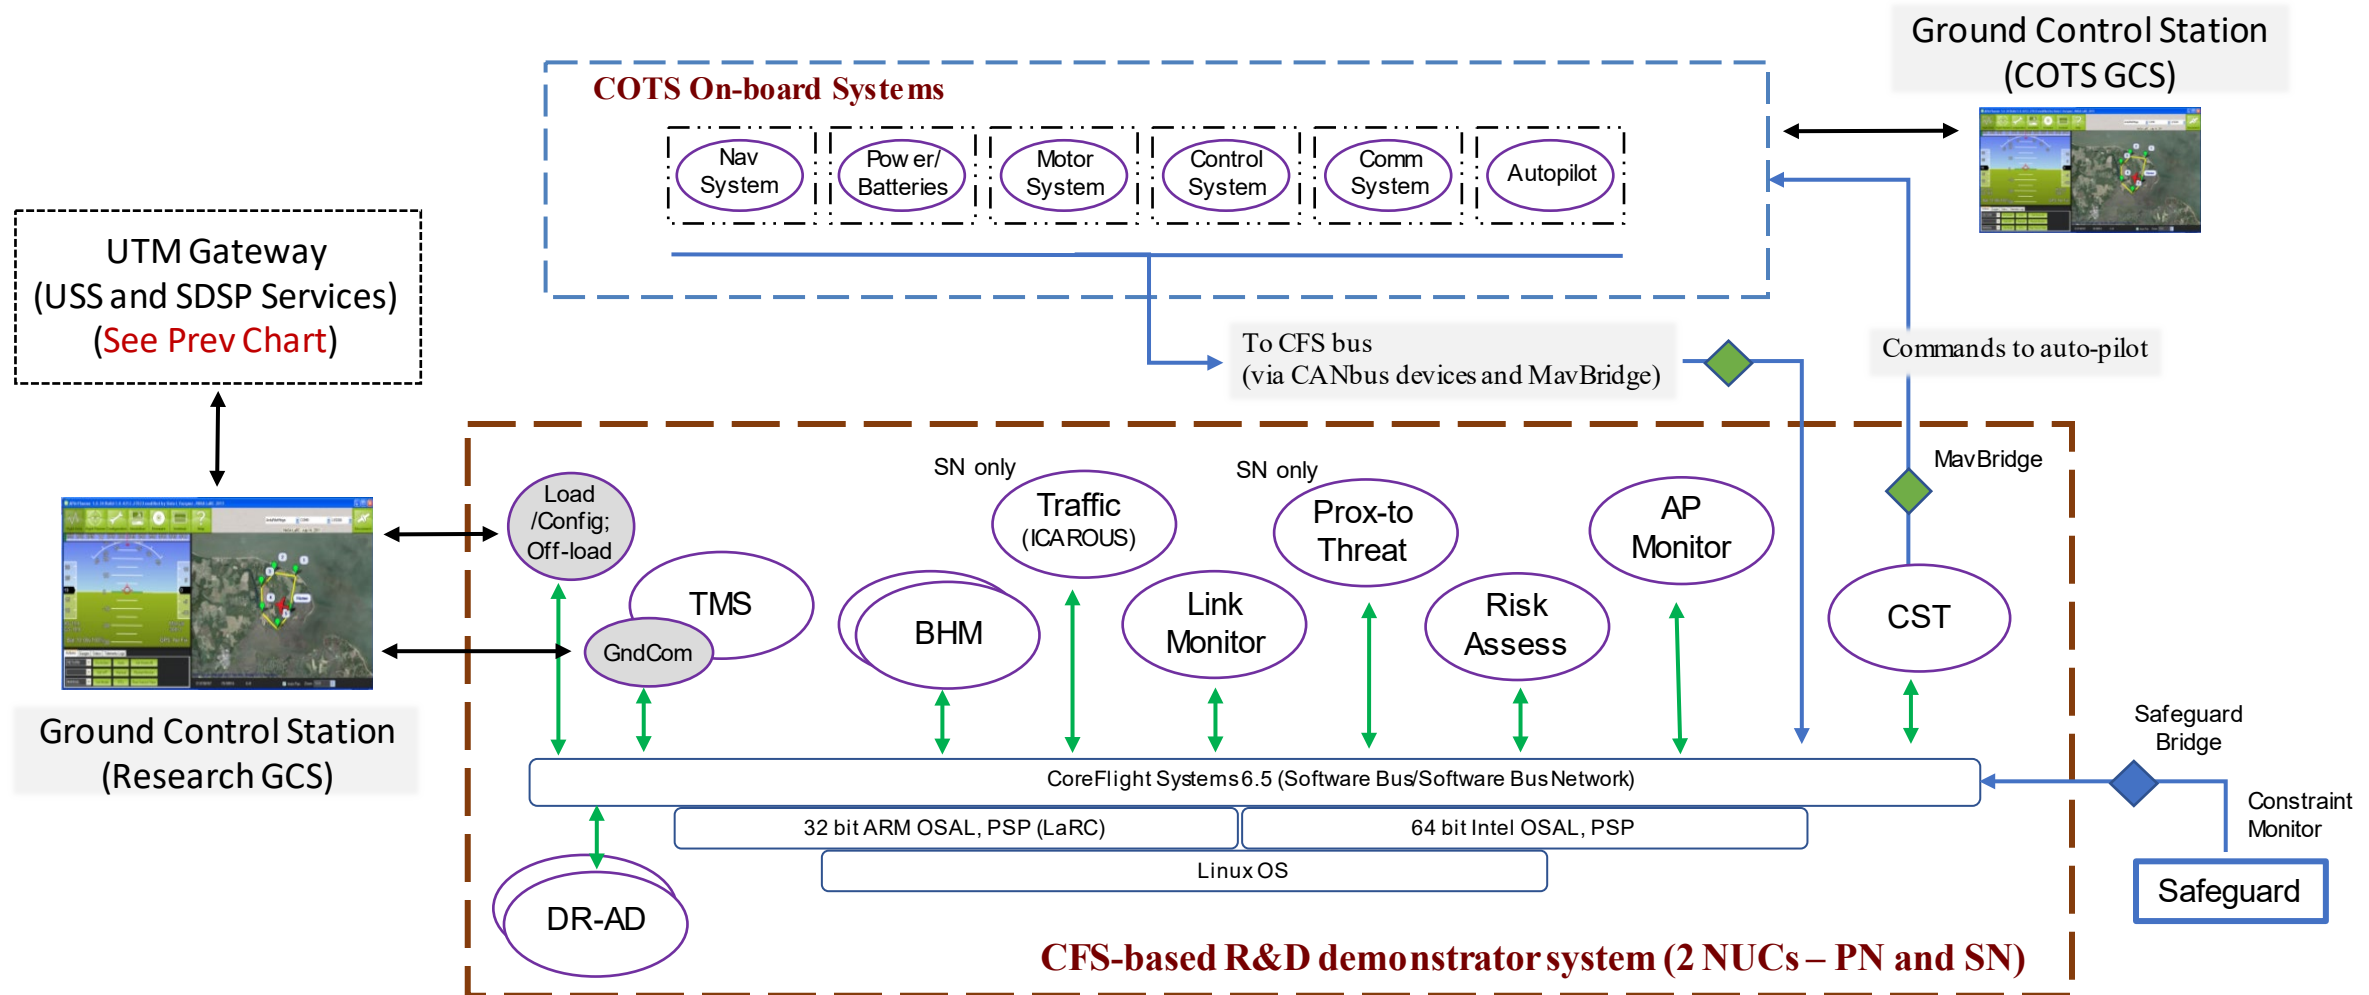 Ground Control Station
(COTS GCS)
COTS On-board Systems
Nav
System
Power/
Batteries
Motor
System
Control
System
Comm
System
Autopilot
UTM Gateway
(USS and SDSP Services)
(See Prev Chart)
To CFS bus
(via CANbus devices and MavBridge)
Commands to auto-pilot
MavBridge
SN only
SN only
Load
/Config;
Off-load
Traffic
(ICAROUS)
Prox-to
Threat
AP
Monitor
TMS
GndCom
BHM
Link
Monitor
Risk
Assess
CST
Ground Control Station
(Research GCS)
Safeguard
Bridge
CoreFlight Systems 6.5 (Software Bus/Software Bus Network)
32 bit ARM OSAL, PSP (LaRC)
64 bit Intel OSAL, PSP
Linux OS
Constraint
Monitor
Safeguard
DR-AD
CFS-based R&D demonstrator system (2 NUCs – PN and SN)